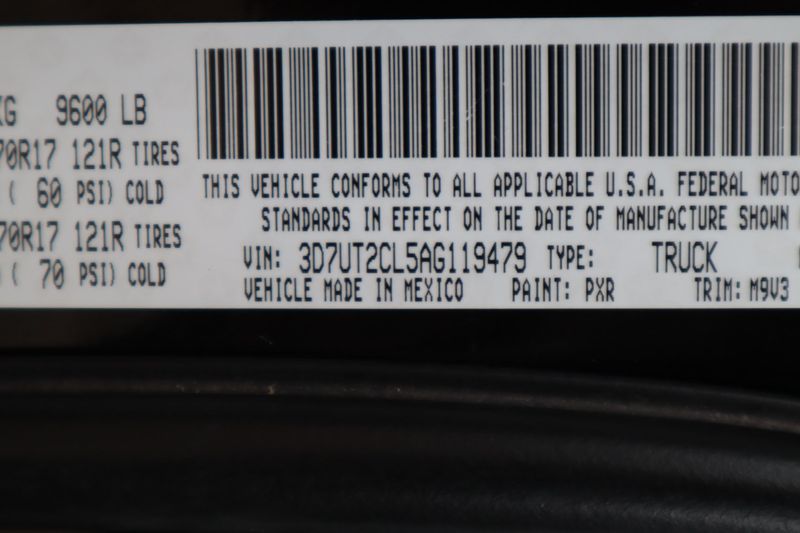 KG 9600 LB
70R17 121R TIRES
( 60 PSI) COLD
70R17 121R TIRES
( 70 PSI) COLD
THIS VEHICLE CONFORMS TO ALL APPLICABLE U.S.A. FEDERAL MOTO
STANDARDS IN EFFECT ON THE DATE OF MANUFACTURE SHOWN
VIN: 3D7UT2CL5AG119479 TYPE: TRUCK
VEHICLE MADE IN MEXICO PAINT: PXR TRIM: M9V3